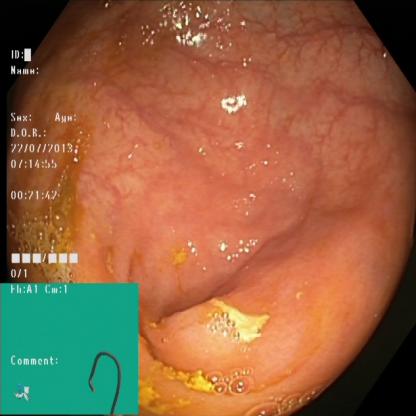 ID:
Name:
Sex: Age:
D.O.B.:
22/07/2013
07:14:55
00:21:42
0/1
Eh:A1 Cm:1
Comment: